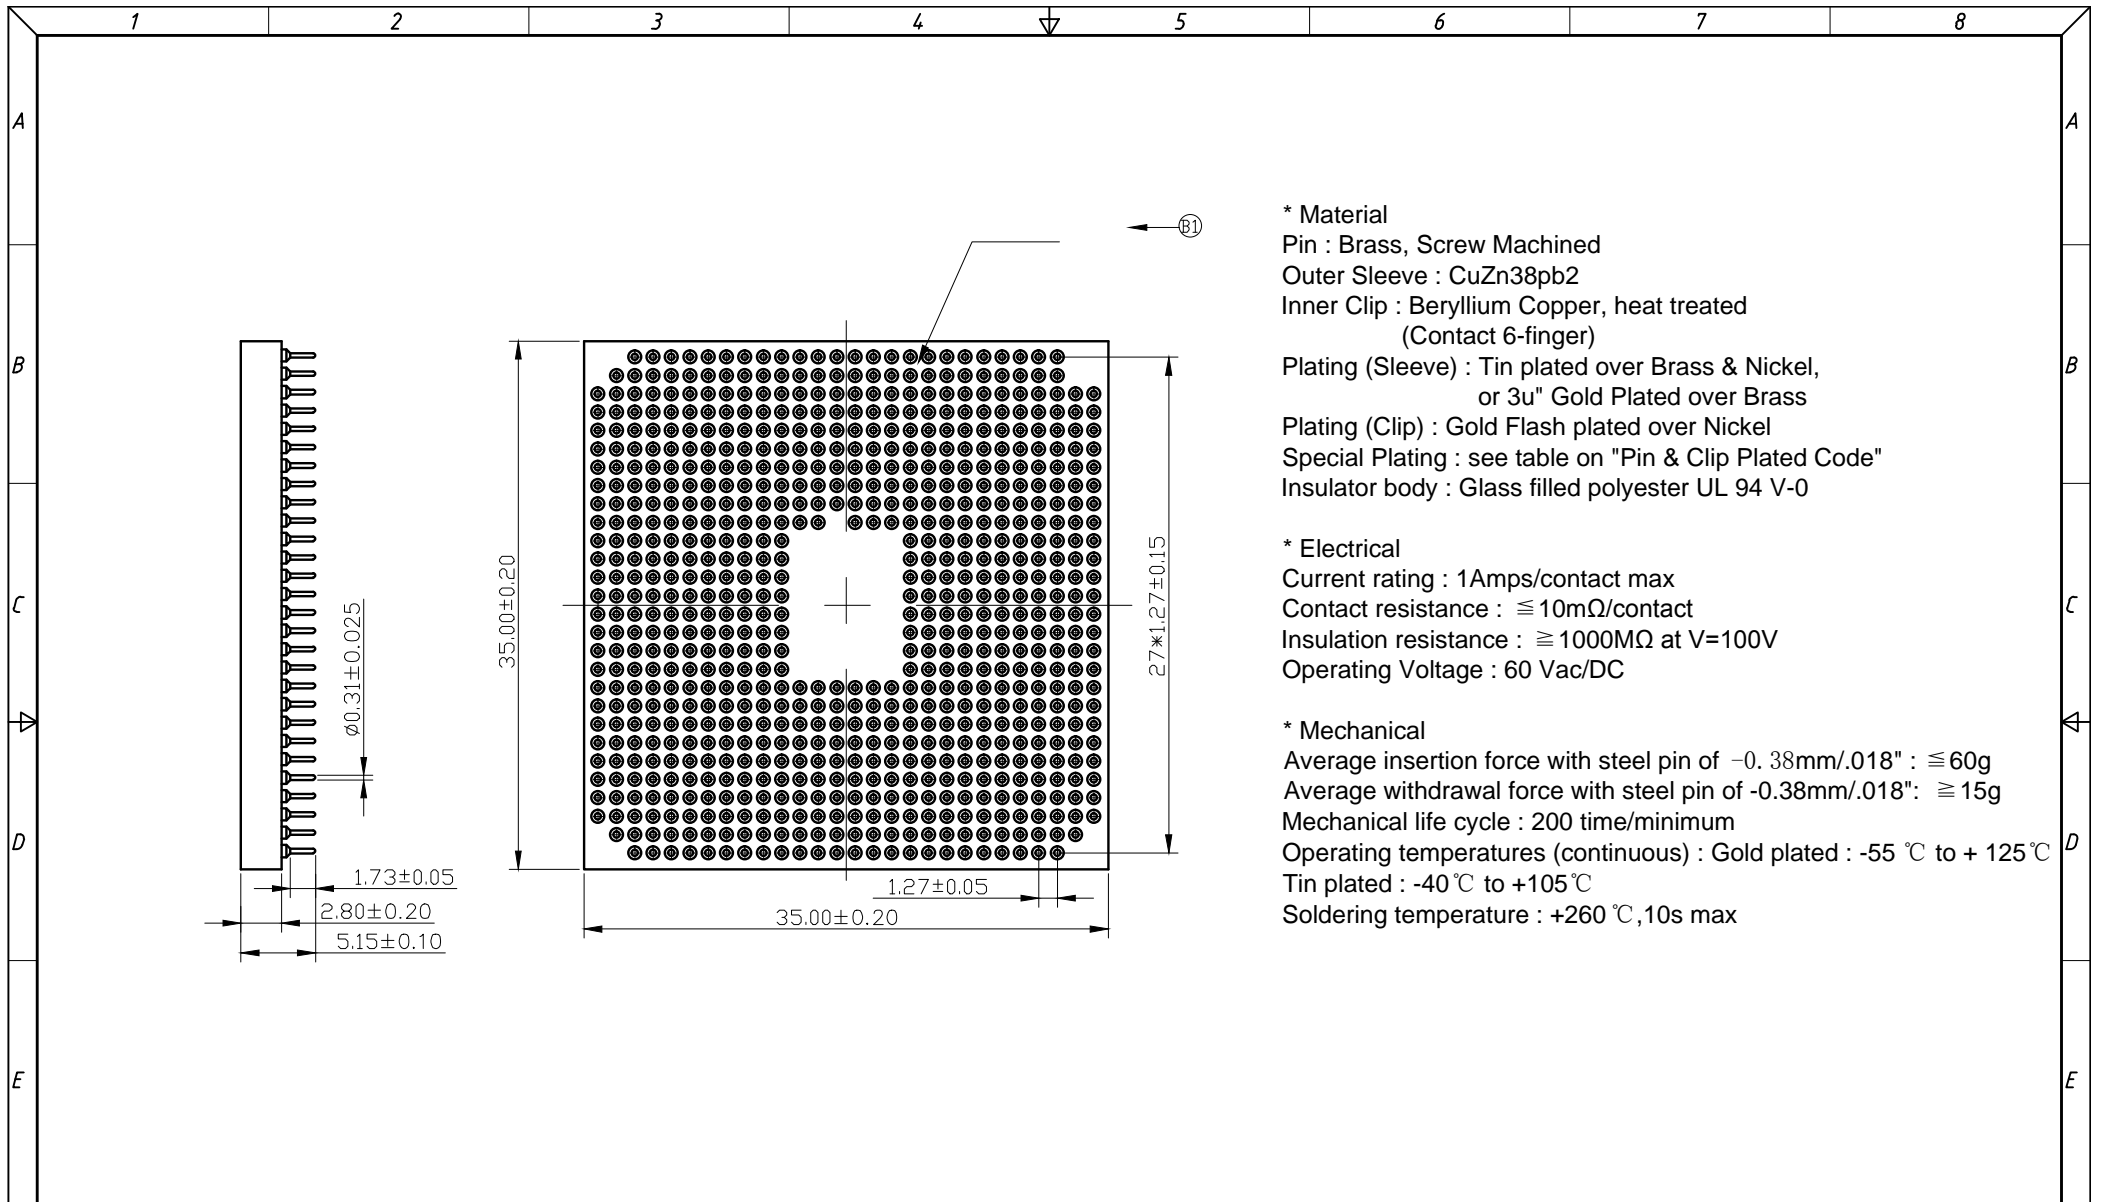 1 2 3 4 5 6 7 8
A A
B B
C C
D D
E E
B1
* Material
Pin : Brass, Screw Machined
Outer Sleeve : CuZn38pb2
Inner Clip : Beryllium Copper, heat treated
(Contact 6-finger)
Plating (Sleeve) : Tin plated over Brass & Nickel,
or 3u" Gold Plated over Brass
Plating (Clip) : Gold Flash plated over Nickel
Special Plating : see table on "Pin & Clip Plated Code"
Insulator body : Glass filled polyester UL 94 V-0
* Electrical
Current rating : 1Amps/contact max
Contact resistance : ≦10mΩ/contact
Insulation resistance : ≧1000MΩ at V=100V
Operating Voltage : 60 Vac/DC
* Mechanical
Average insertion force with steel pin of -0.38mm/.018" : ≦60g
Average withdrawal force with steel pin of -0.38mm/.018": ≧15g
Mechanical life cycle : 200 time/minimum
Operating temperatures (continuous) : Gold plated : -55 ℃ to + 125℃
Tin plated : -40℃ to +105℃
Soldering temperature : +260 ℃,10s max
ø0.31±0.025
35.00±0.20
27*1.27±0.15
1.73±0.05
2.80±0.20
5.15±0.10
1.27±0.05
35.00±0.20